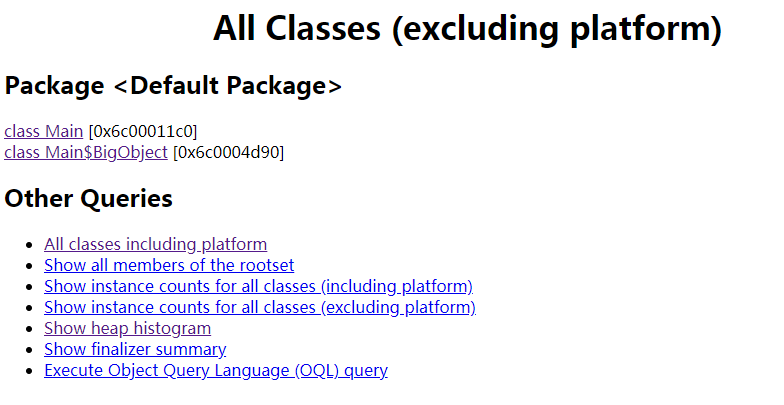 All Classes (excluding platform)
Package <Default Package>
class Main [0x6c00011c0]
class Main$BigObject [0x6c0004d90]
Other Queries
All classes including platform
Show all members of the rootset
Show instance counts for all classes (including platform)
Show instance counts for all classes (excluding platform)
Show heap histogram
Show finalizer summary
Execute Object Query Language (OQL) query